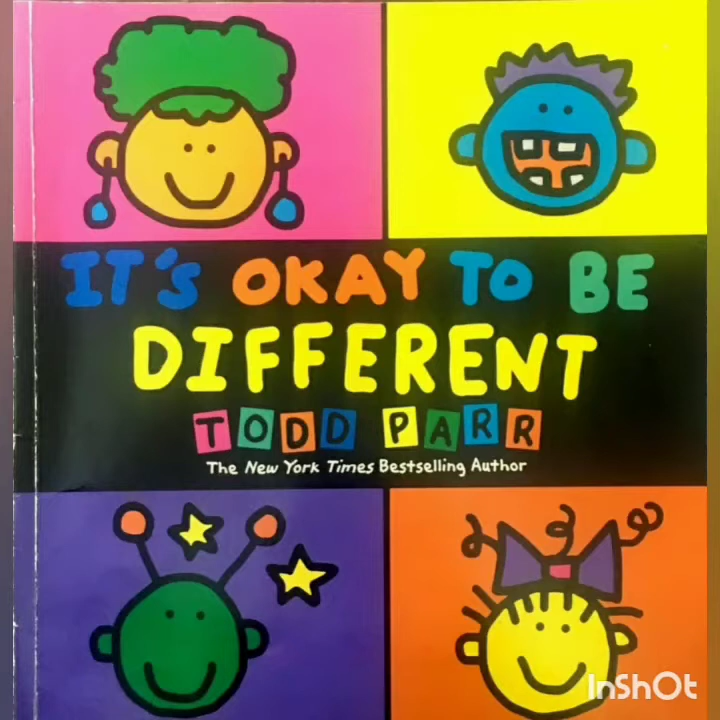 IT'S OKAY TO BE
DIFFERENT
TODD PARR
The New York Times Bestselling Author
InShOt